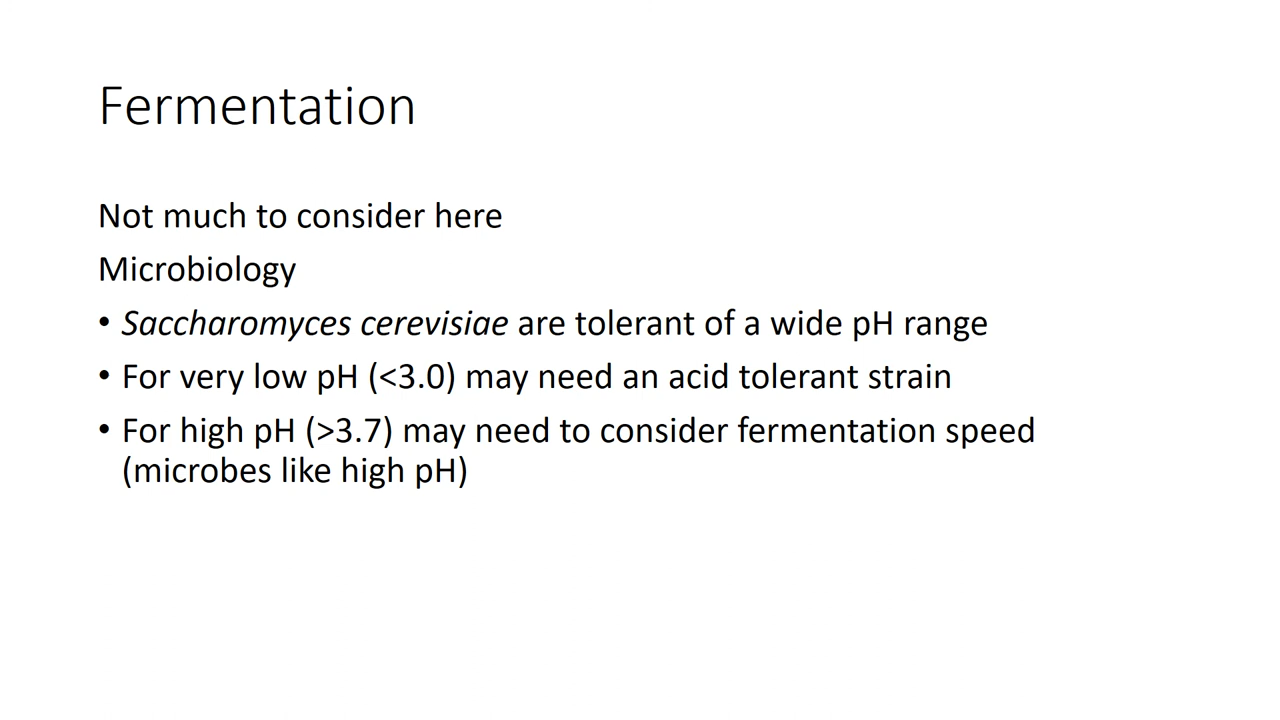 Fermentation
Not much to consider here
Microbiology
• Saccharomyces cerevisiae are tolerant of a wide pH range
• For very low pH (<3.0) may need an acid tolerant strain
• For high pH (>3.7) may need to consider fermentation speed
(microbes like high pH)